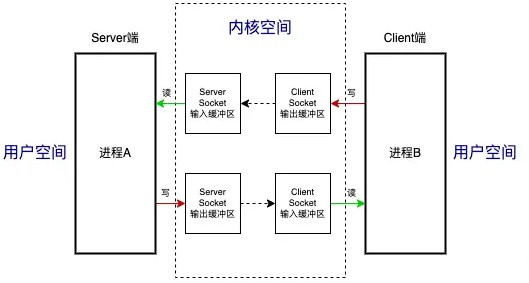 Server端
内核空间
Client端
读
Server
Socket
输入缓冲区
Client
Socket
输出缓冲区
写
用户空间
进程A
进程B
用户空间
写
Server
Socket
输出缓冲区
Client
Socket
输入缓冲区
读